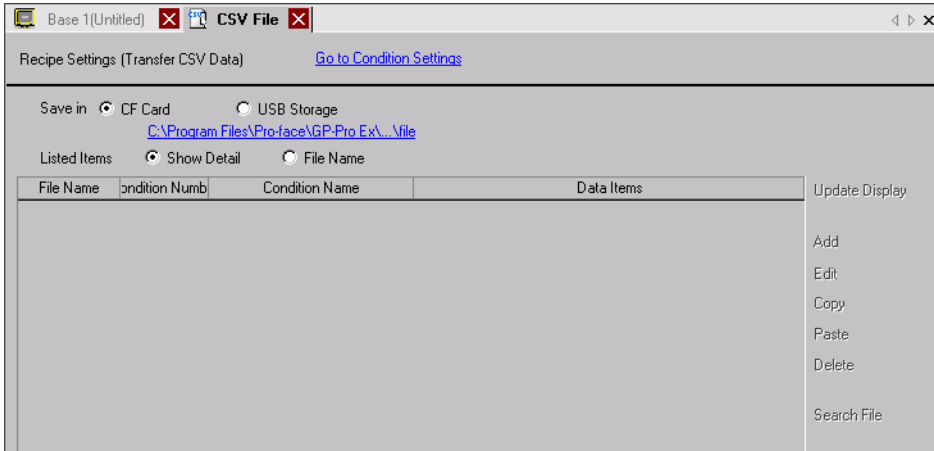 Base 1(Untitled) CSV File
Recipe Settings (Transfer CSV Data) Go to Condition Settings
Save in CF Card USB Storage
C:\Program Files\Pro-face\GP-Pro Ex\...\file
Listed Items Show Detail File Name
File Name ondition Numb Condition Name Data Items Update Display
Add
Edit
Copy
Paste
Delete
Search File